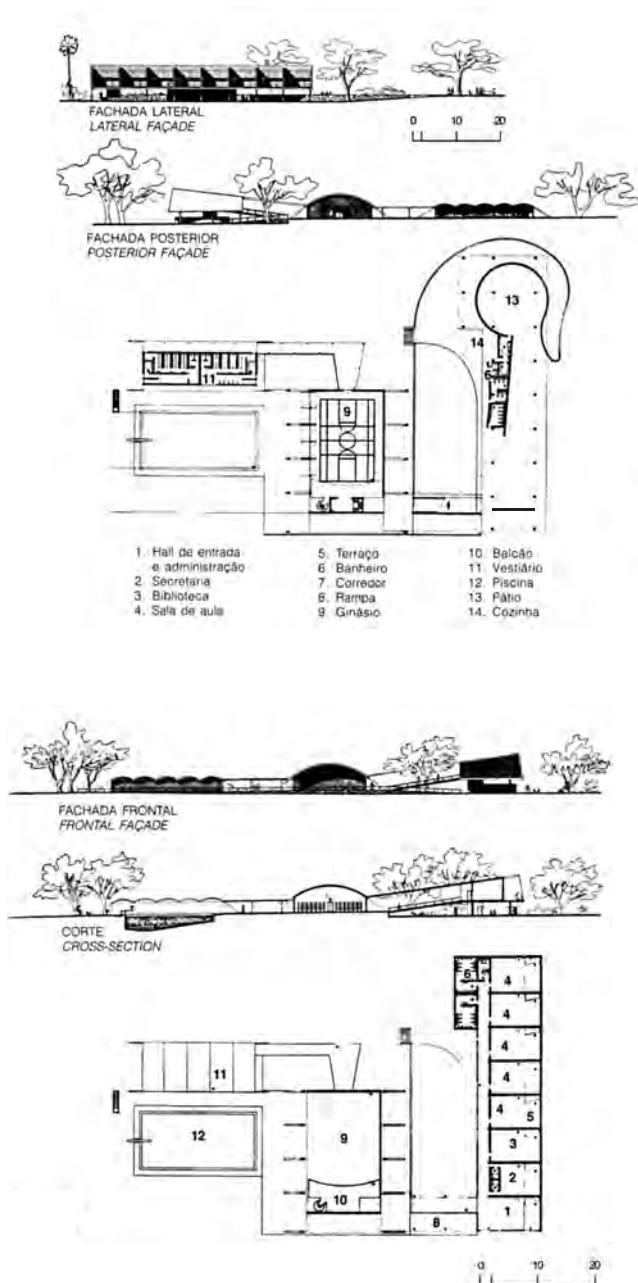 FACHADA LATERAL
LATERAL FAÇADE
0 10 20
FACHADA POSTERIOR
POSTERIOR FAÇADE
13
14
6
11
9
1. Hall de entrada
e administração
2. Secretaria
3. Biblioteca
4. Sala de aula
5. Terraço
6. Banheiro
7. Corredor
8. Rampa
9. Ginásio
10. Balcão
11. Vestiário
12. Piscina
13. Pátio
14. Cozinha
FACHADA FRONTAL
FRONTAL FAÇADE
CORTE
CROSS-SECTION
6
4
4
4
4
11
4 5
12
9
3
10
2
8
1
0 10 20